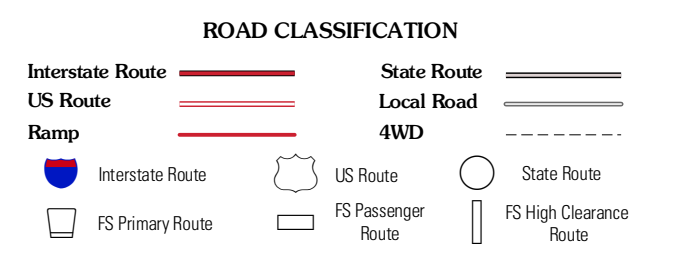 ROAD CLASSIFICATION
Interstate Route
State Route
US Route
Local Road
Ramp
4WD
Interstate Route
US Route
State Route
FS Primary Route
FS Passenger
Route
FS High Clearance
Route